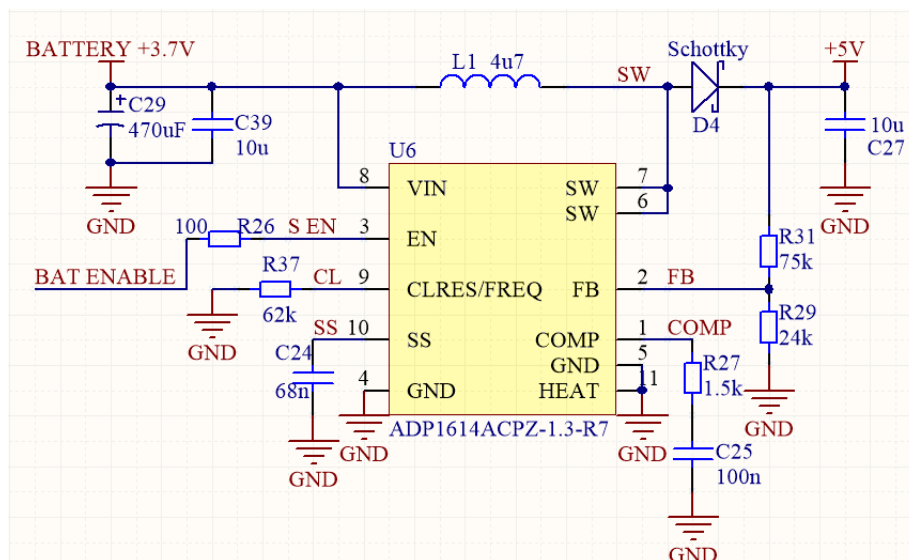 BATTERY +3.7V
Schottky
+5V
L1 4u7
SW
C29
470uF
C39
10u
D4
10u
C27
U6
GND
GND
8
VIN
SW
7
SW
6
100
R26
S EN
3
EN
R31
75k
BAT ENABLE
R37
CL
9
CLRES/FREQ
FB
2
FB
62k
R29
24k
GND
SS
10
SS
COMP
1
COMP
C24
68n
GND
5
R27
1.5k
4
GND
HEAT
11
GND
GND
GND
GND
ADP1614ACPZ-1.3-R7
C25
100n
GND